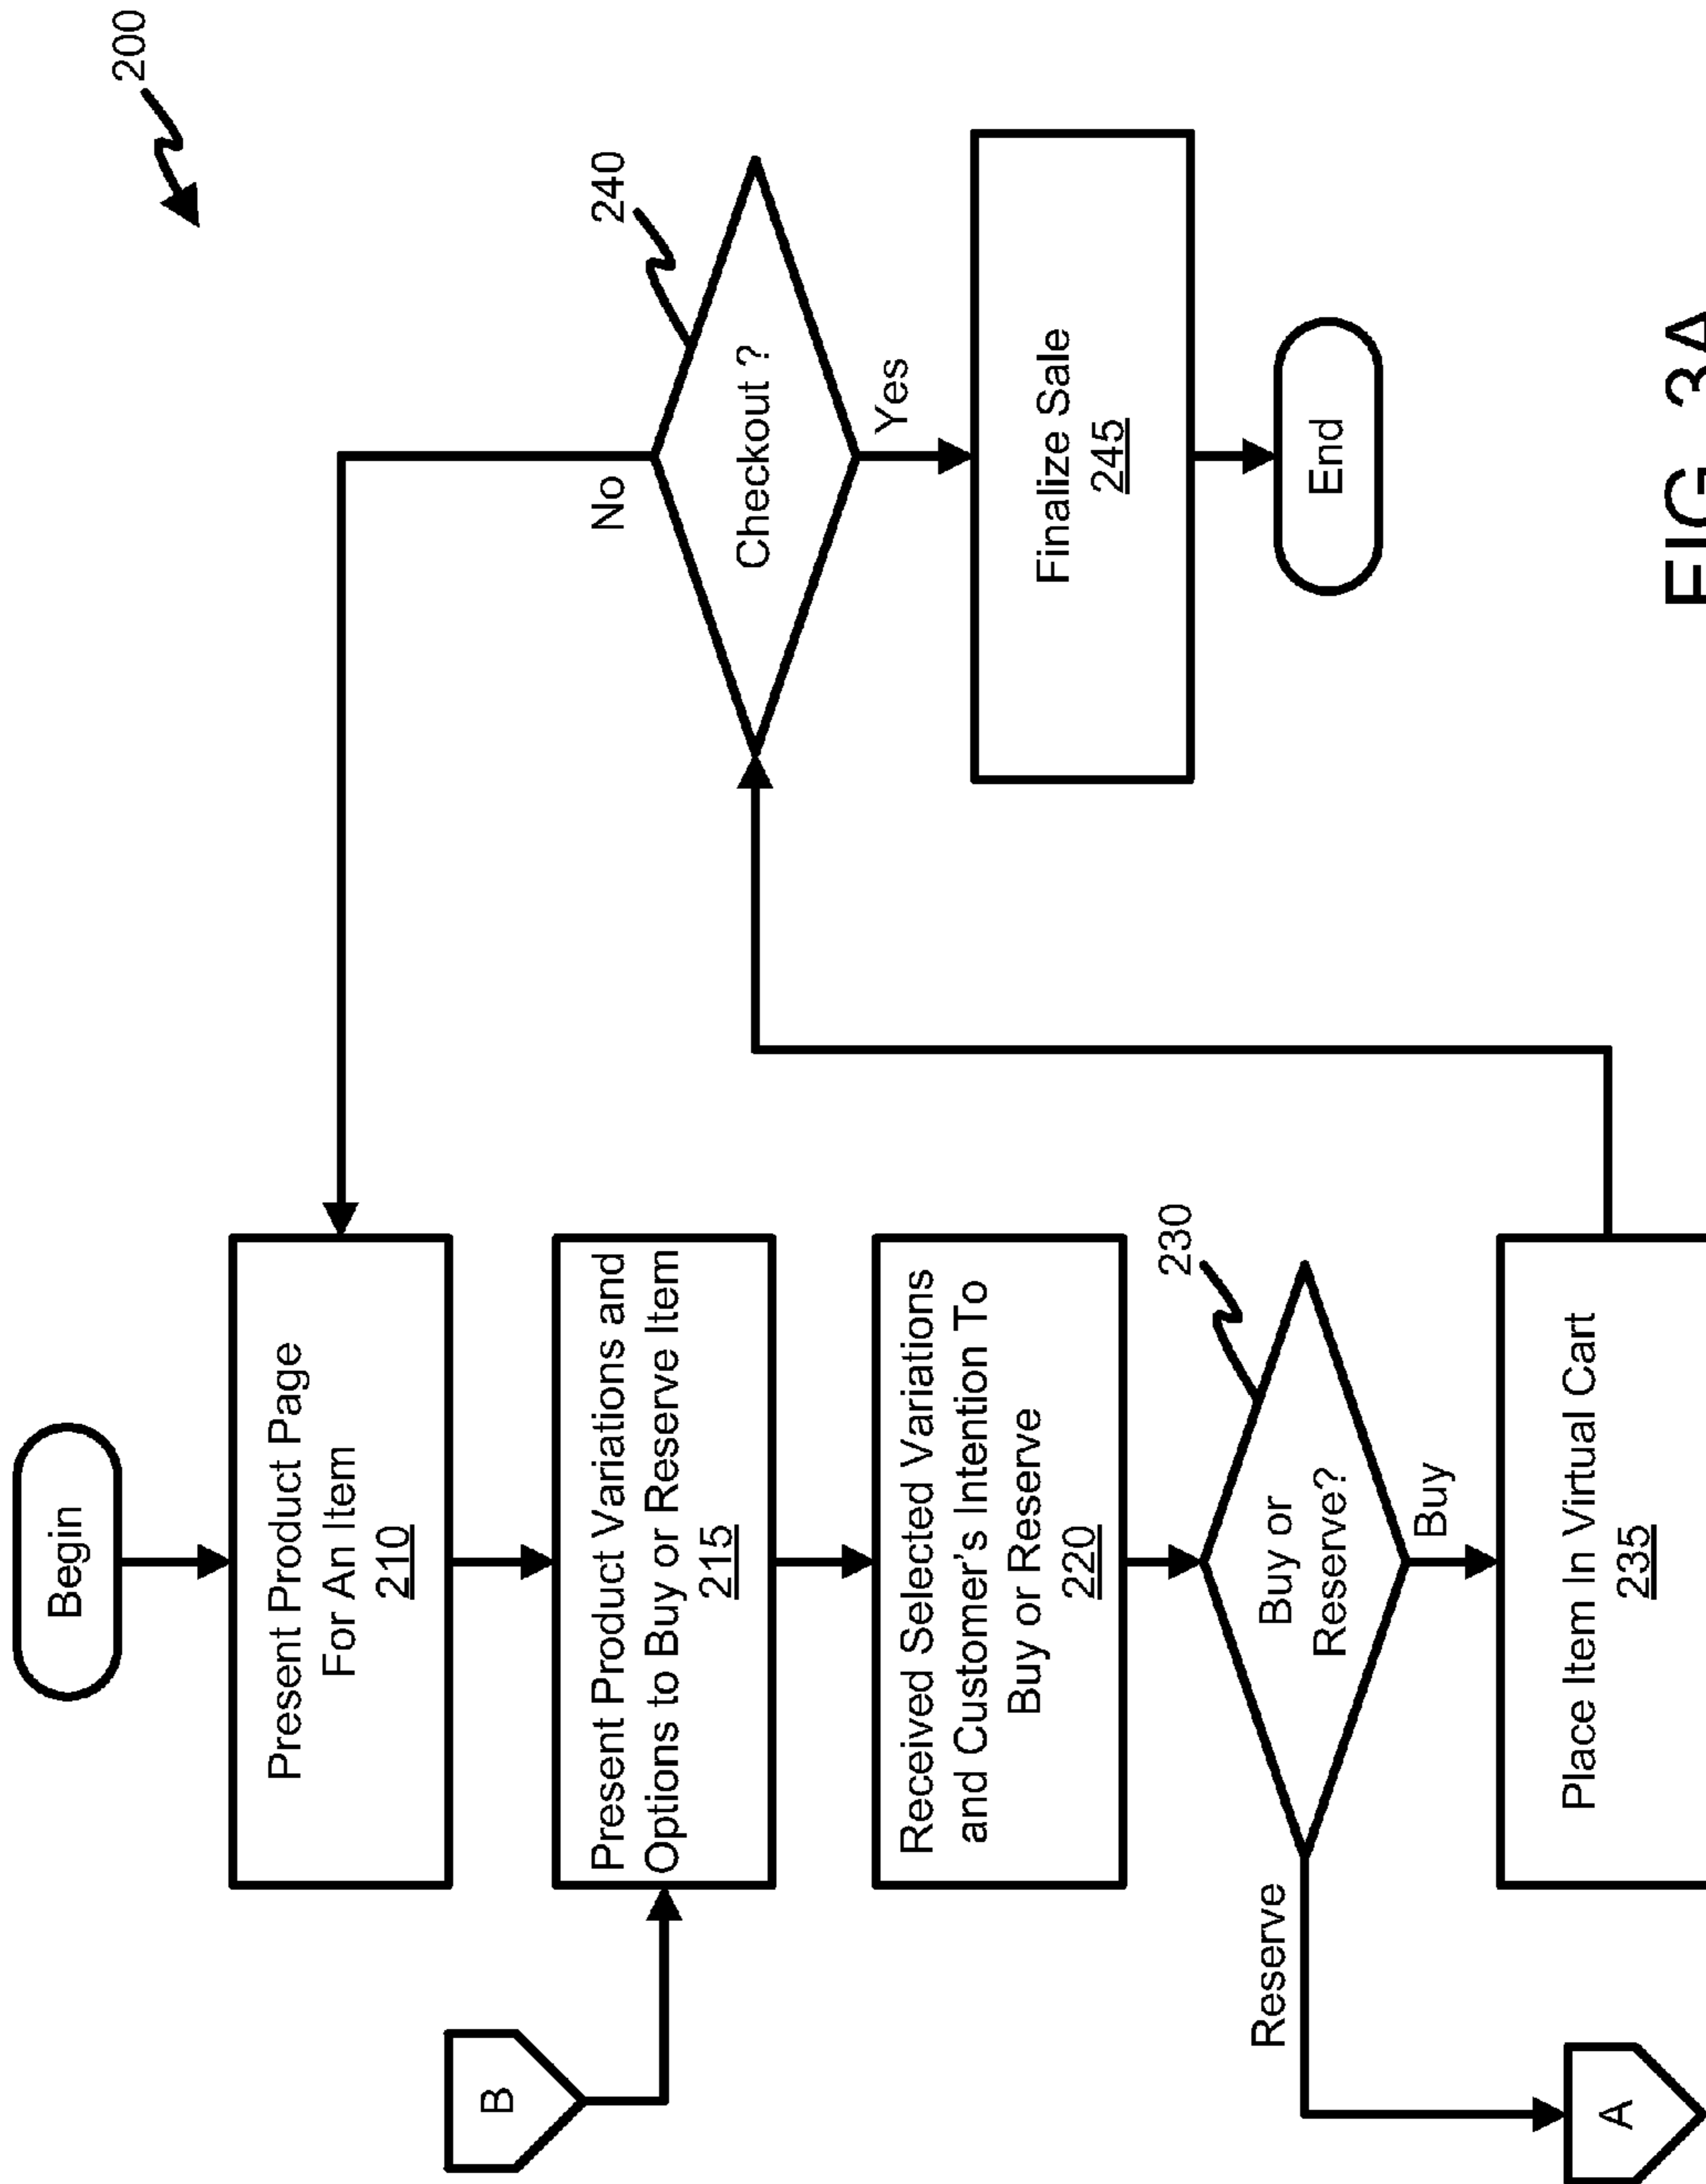 200
Begin
Present Product Page
For An Item
210
B
Present Product Variations and
Options to Buy or Reserve Item
215
Received Selected Variations
and Customer's Intention To
Buy or Reserve
220
230
Buy or
Reserve?
Reserve
Buy
A
Place Item In Virtual Cart
235
240
Checkout ?
No
Yes
Finalize Sale
245
End
FIG. 3A